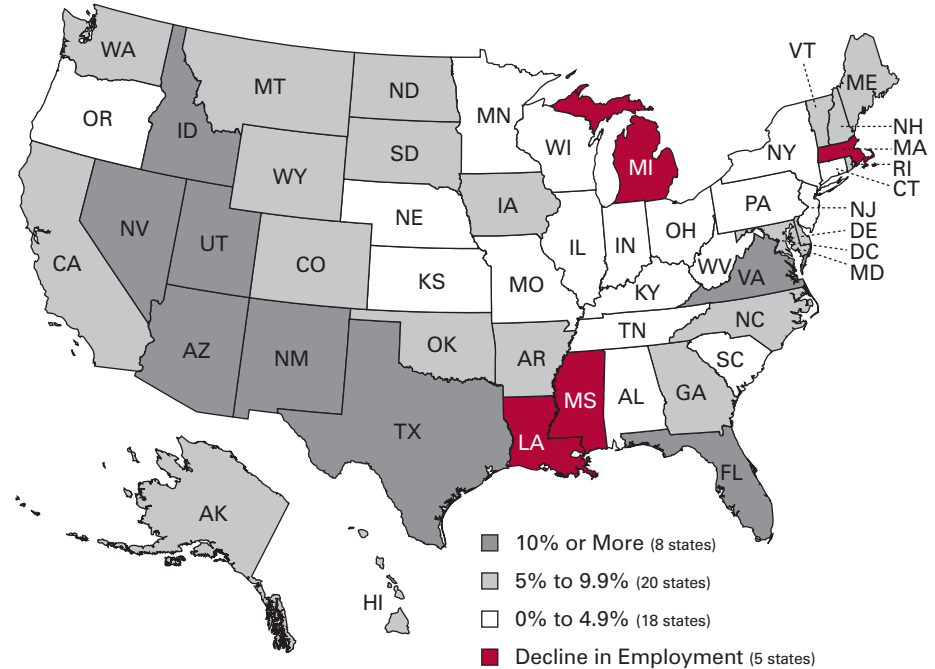 WA
MT
ND
MN
VT
ME
OR
ID
SD
WI
MI
NY
NH
MA
RI
CT
WY
IA
PA
NJ
DE
DC
MD
NV
UT
CO
NE
IL
IN
OH
WV
VA
CA
KS
MO
KY
AZ
NM
OK
AR
TN
NC
SC
TX
LA
MS
AL
GA
FL
AK
HI
10% or More (8 states)
5% to 9.9% (20 states)
0% to 4.9% (18 states)
Decline in Employment (5 states)